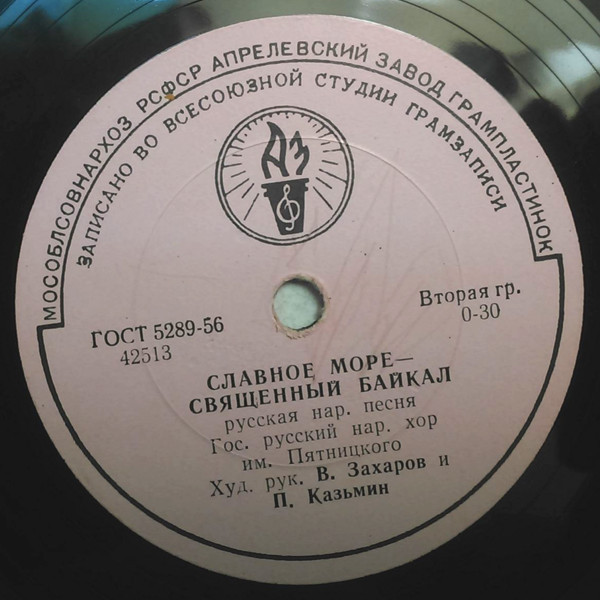 МОСОБЛСОВНАРХОЗ РСФСР АПРЕЛЕВСКИЙ ЗАВОД ГРАМПЛАСТИНОК
ЗАПИСАНО ВО ВСЕСОЮЗНОЙ СТУДИИ ГРАМЗАПИСИ
АЗ
ГОСТ 5289-56
42513
Вторая гр.
0-30
СЛАВНОЕ МОРЕ—
СВЯЩЕННЫЙ БАЙКАЛ
русская нар. песня
Гос. русский нар. хор
им. Пятницкого
Худ. рук. В. Захаров и
П. Казьмин